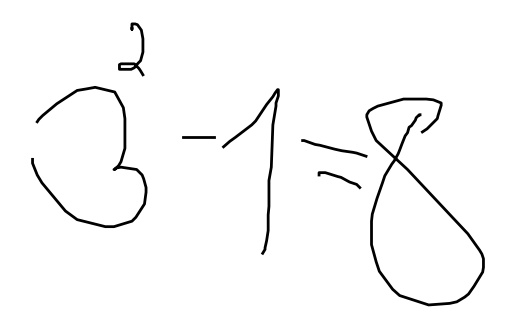 3² - 1 = 8